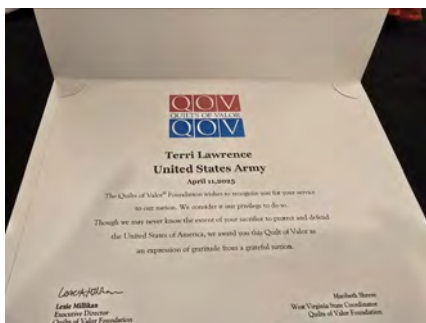 QOV
QUILTS OF VALOR
QOV
Terri Lawrence
United States Army
April 11, 2025
The Quilts of Valor® Foundation wishes to recognize you for your service
to our nation. We consider it our privilege to do so.
Though we may never know the extent of your sacrifice to protect and defend
the United States of America, we award you this Quilt of Valor as
an expression of gratitude from a grateful nation.
Lexie Millikan
Executive Director
Quilts of Valor Foundation
Maribeth
West Virginia State Coordinator
Quilts of Valor Foundation